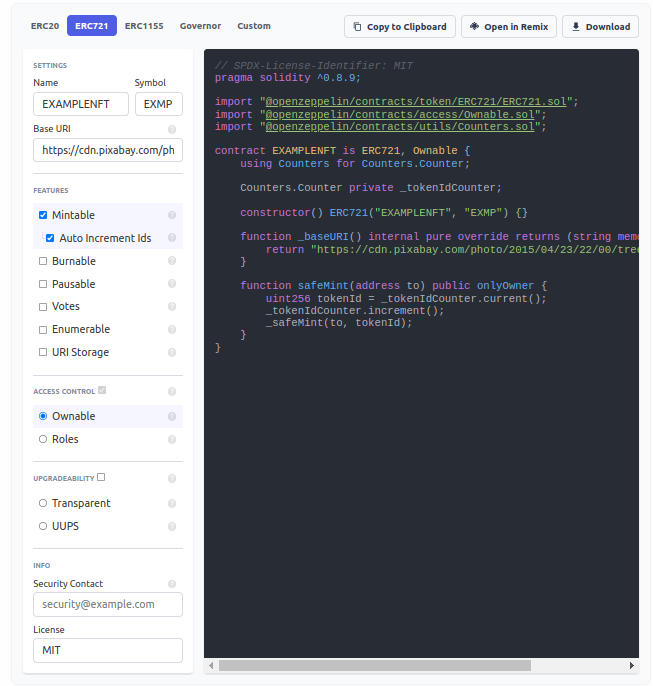 ERC20 ERC721 ERC1155 Governor Custom Copy to Clipboard Open in Remix Download
SETTINGS
Name Symbol
EXAMPLENFT EXMP
Base URI
https://cdn.pixabay.com/ph
FEATURES
Mintable
Auto Increment Ids
Burnable
Pausable
Votes
Enumerable
URI Storage
ACCESS CONTROL
Ownable
Roles
UPGRADEABILITY
Transparent
UUPS
INFO
Security Contact
security@example.com
License
MIT
// SPDX-License-Identifier: MIT
pragma solidity ^0.8.9;
import "@openzeppelin/contracts/token/ERC721/ERC721.sol";
import "@openzeppelin/contracts/access/Ownable.sol";
import "@openzeppelin/contracts/utils/Counters.sol";
contract EXAMPLENFT is ERC721, Ownable {
using Counters for Counters.Counter;
Counters.Counter private _tokenIdCounter;
constructor() ERC721("EXAMPLENFT", "EXMP") {}
function _baseURI() internal pure override returns (string memo
return "https://cdn.pixabay.com/photo/2015/04/23/22/00/tree
}
function safeMint(address to) public onlyOwner {
uint256 tokenId = _tokenIdCounter.current();
_tokenIdCounter.increment();
_safeMint(to, tokenId);
}
}